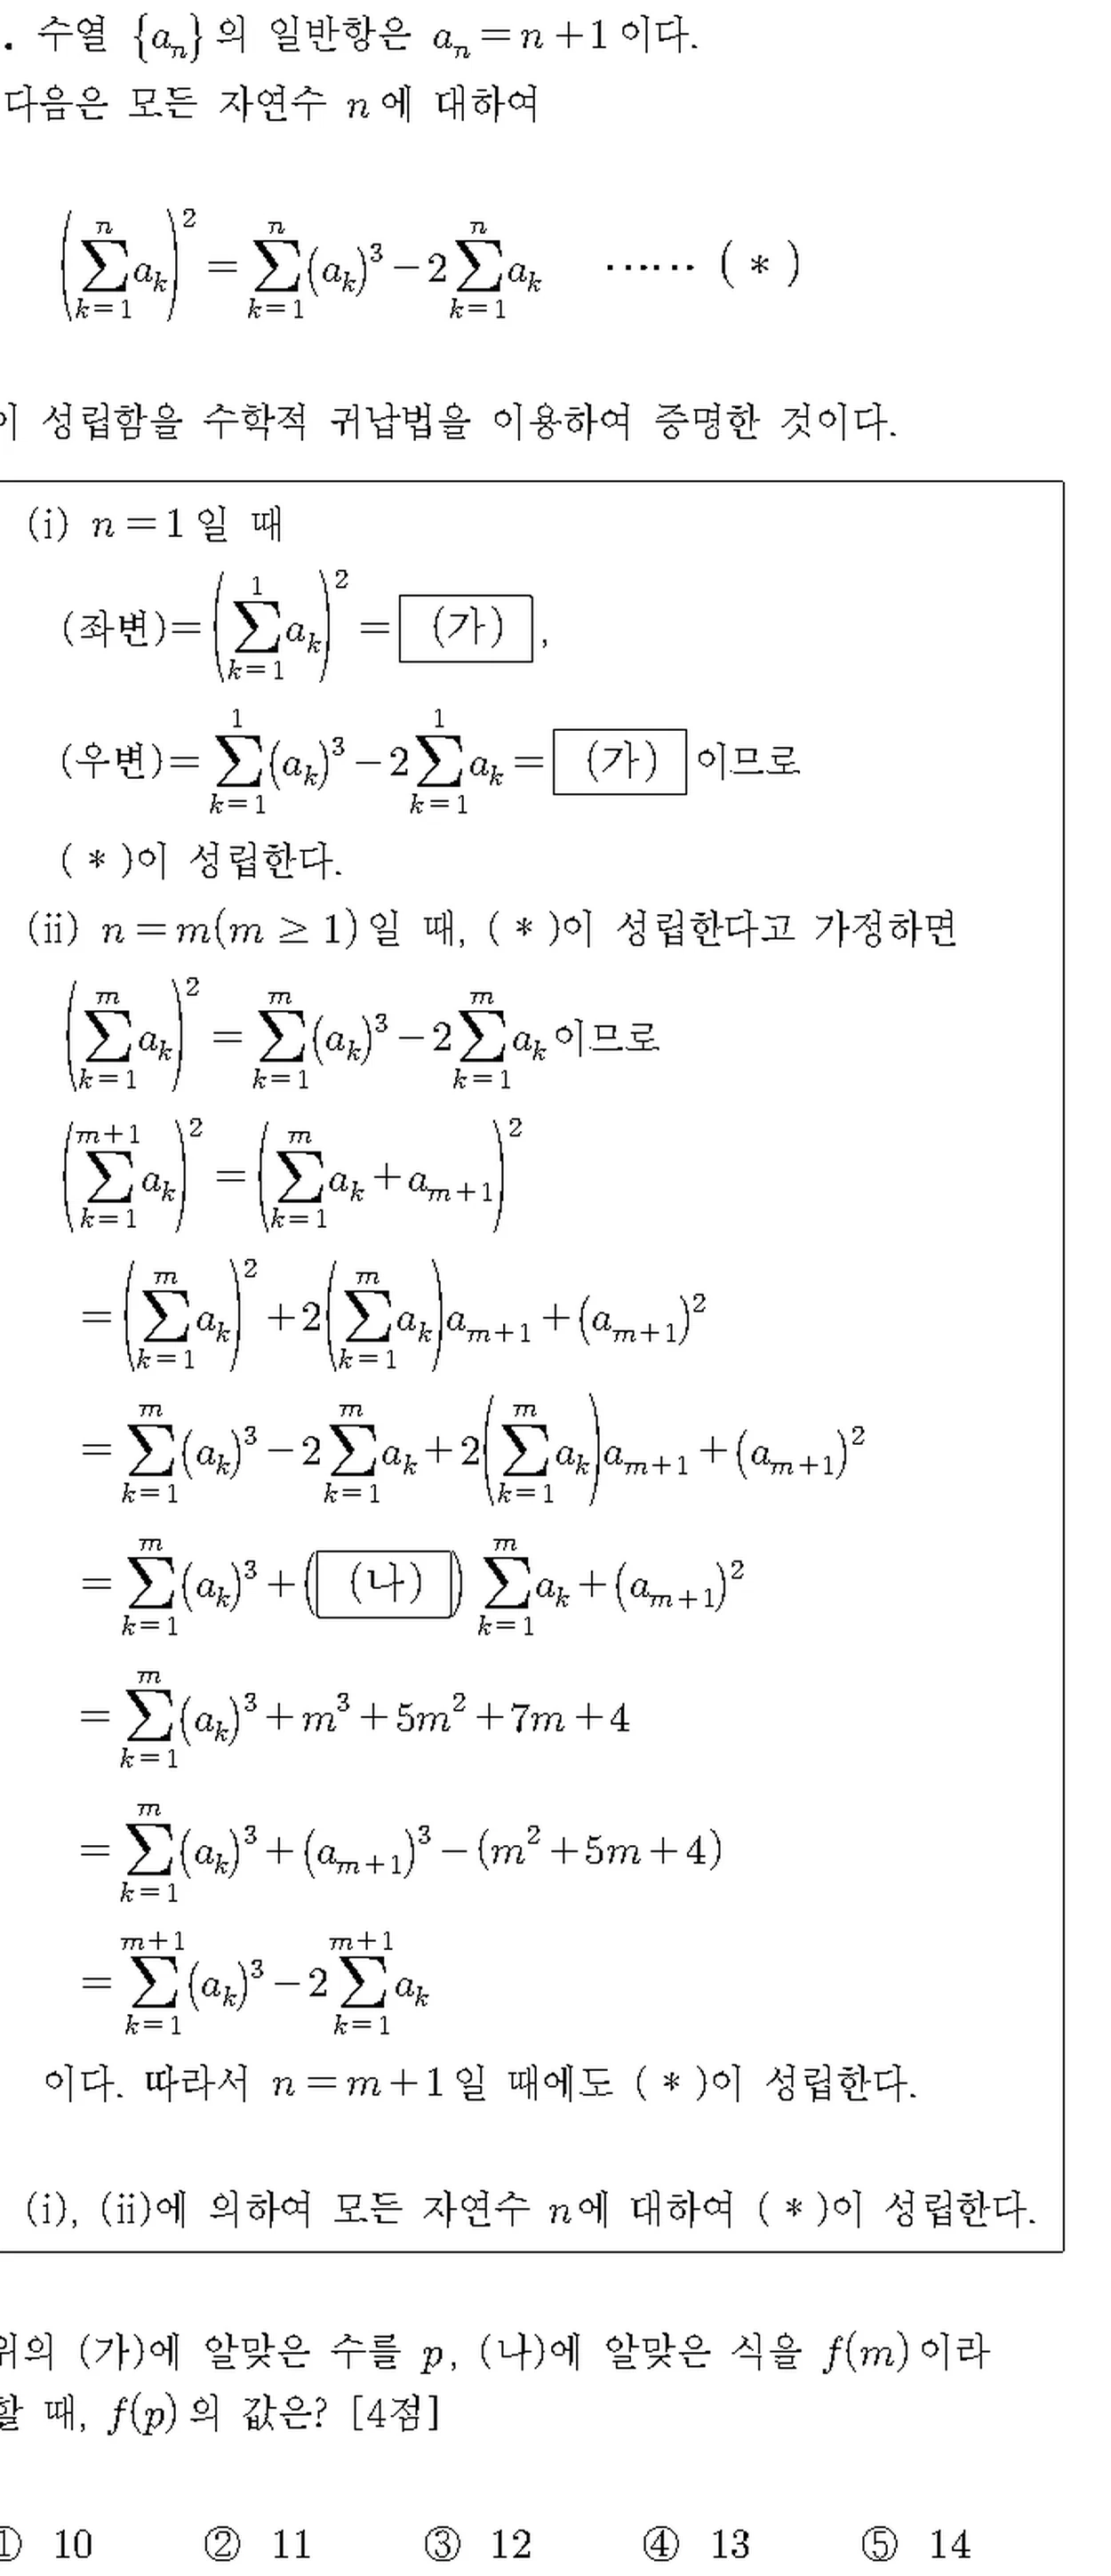 . 수열 {aₙ}의 일반항은 aₙ = n + 1 이다.
다음은 모든 자연수 n에 대하여
(∑_{k=1}^{n} a_k)² = ∑_{k=1}^{n} (a_k)³ − 2∑_{k=1}^{n} a_k ⋯⋯ (＊)
이 성립함을 수학적 귀납법을 이용하여 증명한 것이다.
(i) n = 1 일 때
(좌변) = (∑_{k=1}^{1} a_k)² = (가) ,
(우변) = ∑_{k=1}^{1} (a_k)³ − 2∑_{k=1}^{1} a_k = (가) 이므로
(＊)이 성립한다.
(ii) n = m(m ≥ 1) 일 때, (＊)이 성립한다고 가정하면
(∑_{k=1}^{m} a_k)² = ∑_{k=1}^{m} (a_k)³ − 2∑_{k=1}^{m} a_k 이므로
(∑_{k=1}^{m+1} a_k)² = (∑_{k=1}^{m} a_k + a_{m+1})²
= (∑_{k=1}^{m} a_k)² + 2(∑_{k=1}^{m} a_k)a_{m+1} + (a_{m+1})²
= ∑_{k=1}^{m} (a_k)³ − 2∑_{k=1}^{m} a_k + 2(∑_{k=1}^{m} a_k)a_{m+1} + (a_{m+1})²
= ∑_{k=1}^{m} (a_k)³ + ( (나) ) ∑_{k=1}^{m} a_k + (a_{m+1})²
= ∑_{k=1}^{m} (a_k)³ + m³ + 5m² + 7m + 4
= ∑_{k=1}^{m} (a_k)³ + (a_{m+1})³ − (m² + 5m + 4)
= ∑_{k=1}^{m+1} (a_k)³ − 2∑_{k=1}^{m+1} a_k
이다. 따라서 n = m + 1 일 때에도 (＊)이 성립한다.
(i), (ii)에 의하여 모든 자연수 n에 대하여 (＊)이 성립한다.
위의 (가)에 알맞은 수를 p, (나)에 알맞은 식을 f(m)이라
할 때, f(p)의 값은? [4점]
① 10 ② 11 ③ 12 ④ 13 ⑤ 14